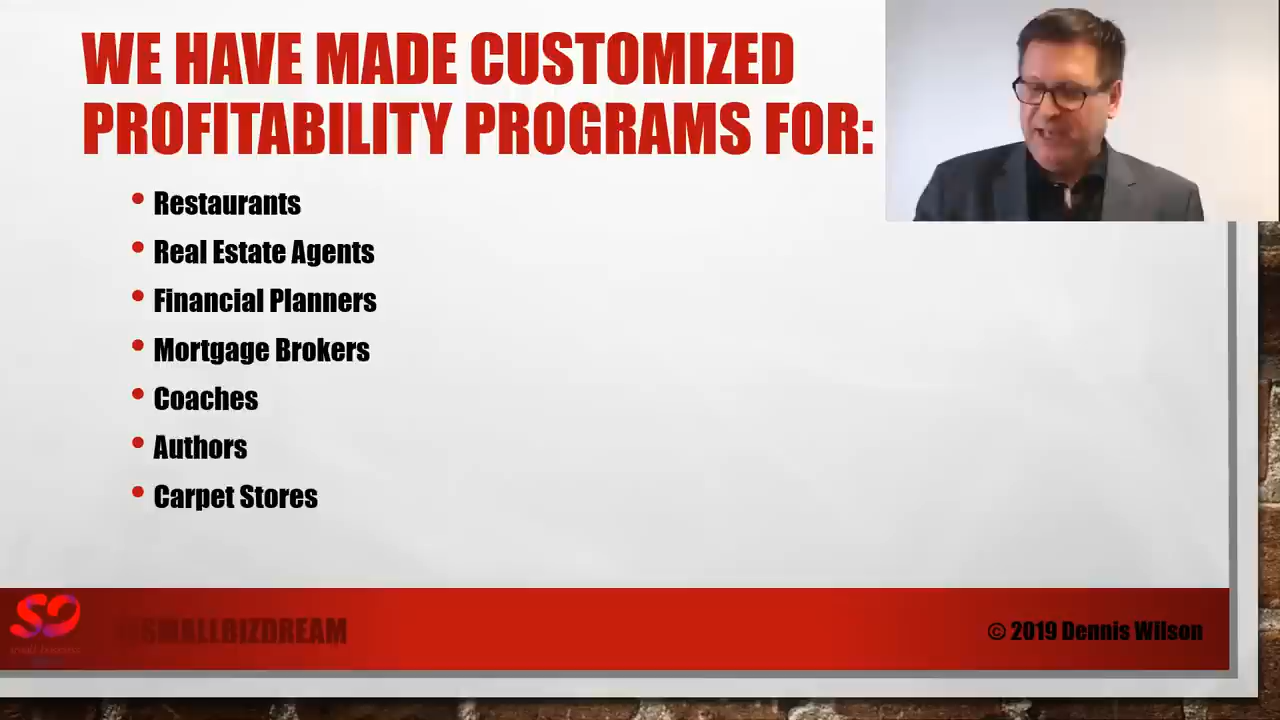 WE HAVE MADE CUSTOMIZED
PROFITABILITY PROGRAMS FOR:
• Restaurants
• Real Estate Agents
• Financial Planners
• Mortgage Brokers
• Coaches
• Authors
• Carpet Stores
SMALLBIZDREAM
© 2019 Dennis Wilson